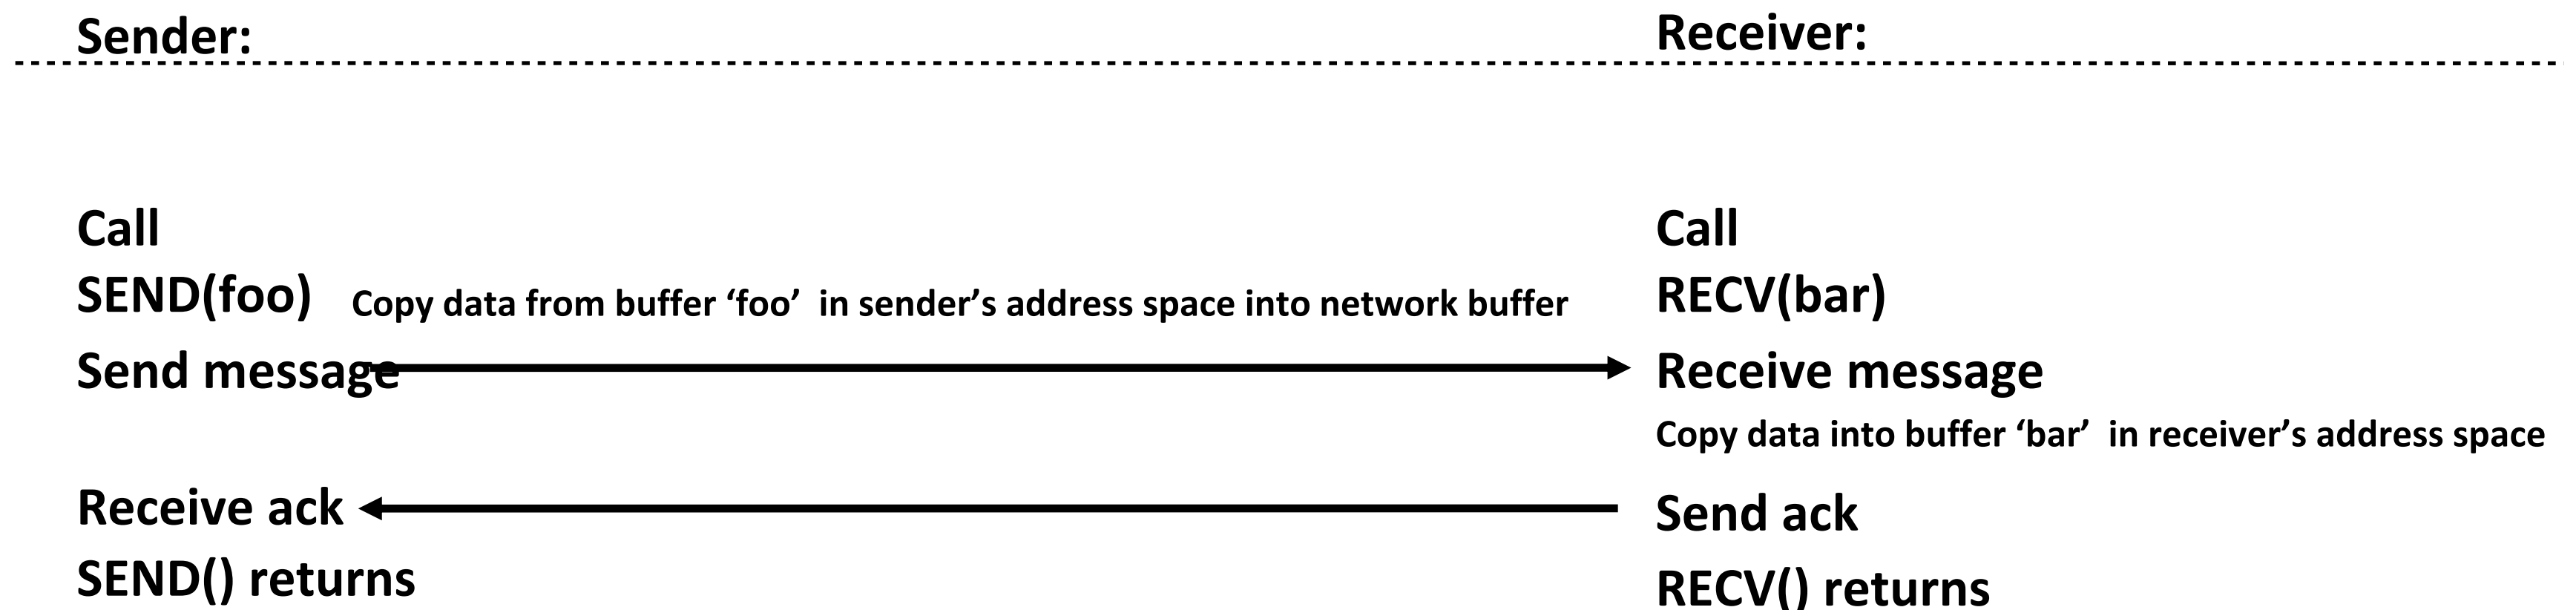 Sender:
Receiver:
Call
Call
SEND(foo)
Copy data from buffer ‘foo’ in sender’s address space into network buffer
RECV(bar)
Send message
Receive message
Copy data into buffer ‘bar’ in receiver’s address space
Receive ack
Send ack
SEND() returns
RECV() returns